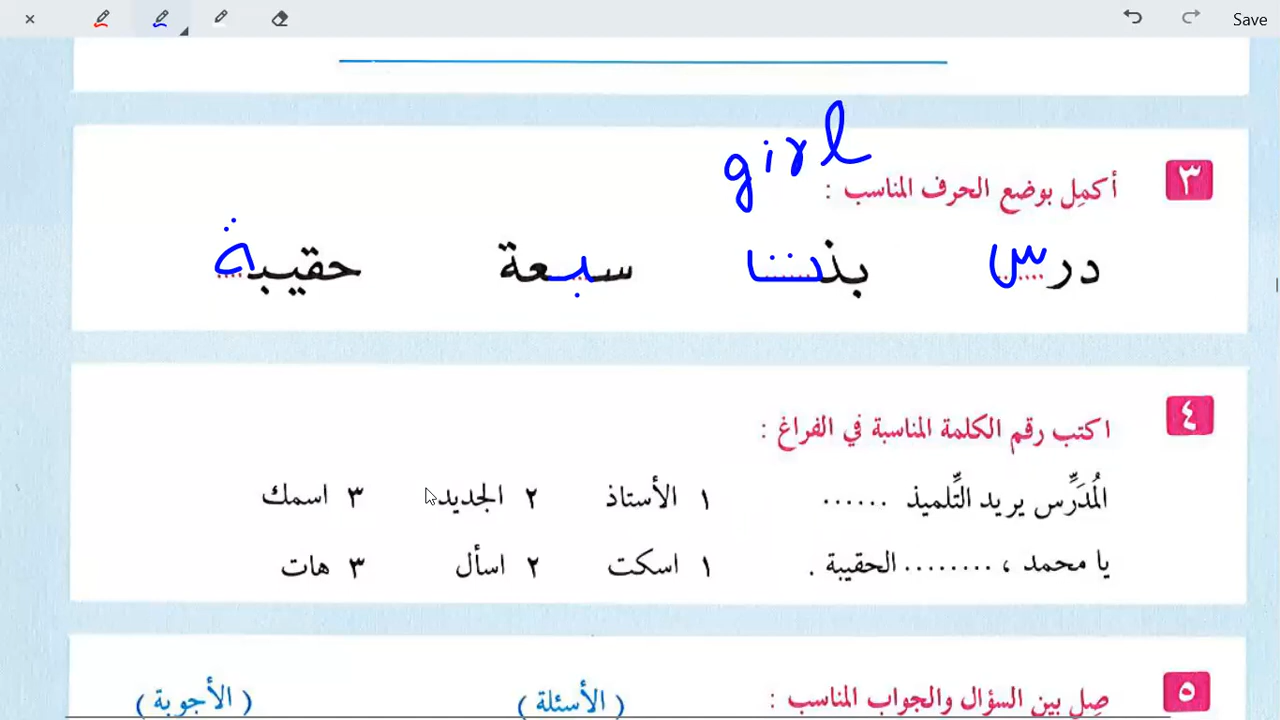 Save
girl
٣ أكمِل بوضع الحرف المناسب :
درس بنت سبعة حقيبة
٤ اكتب رقم الكلمة المناسبة في الفراغ :
المُدَرِّس يريد التِّلميذ ...... ١ الأستاذ ٢ الجديد ٣ اسمك
يا محمد ، ........ الحقيبة . ١ اسكت ٢ اسأل ٣ هات
٥ صِل بين السؤال والجواب المناسب : ( الأسئلة ) ( الأجوبة )